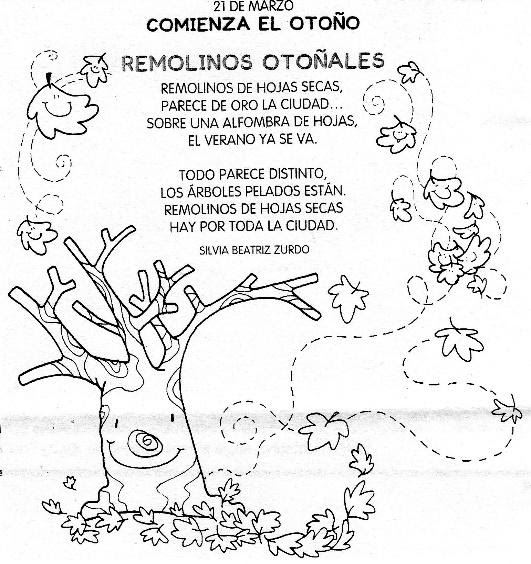 21 DE MARZO
COMIENZA EL OTOÑO
REMOLINOS OTOÑALES
REMOLINOS DE HOJAS SECAS,
PARECE DE ORO LA CIUDAD...
SOBRE UNA ALFOMBRA DE HOJAS,
EL VERANO YA SE VA.
TODO PARECE DISTINTO,
LOS ÁRBOLES PELADOS ESTÁN.
REMOLINOS DE HOJAS SECAS
HAY POR TODA LA CIUDAD.
SILVIA BEATRIZ ZURDO